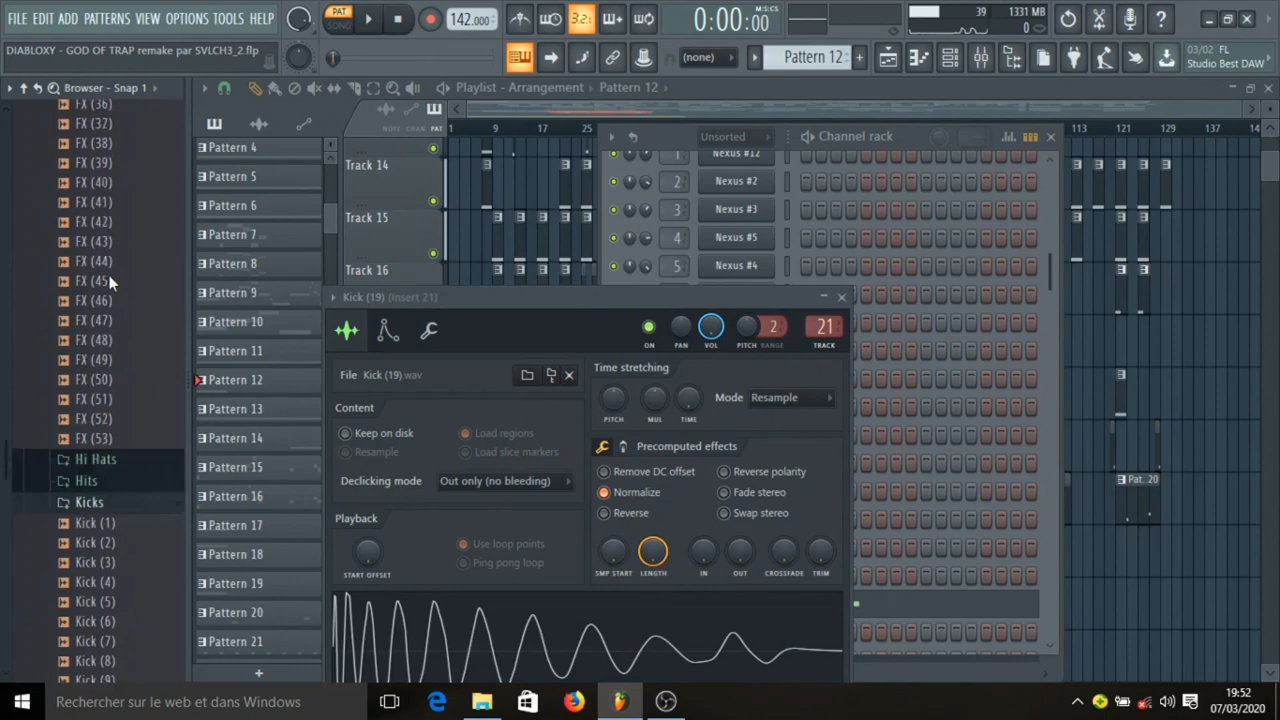 FILE EDIT ADD PATTERNS VIEW OPTIONS TOOLS HELP
PAT
SONG
142.000
3.2
0:00:00
M:S:CS
39
1331 MB
0
DIABLOXY - GOD OF TRAP remake par SVLCH3_2.flp
(none)
Pattern 12
03/02 FL
Studio Best DAW
Browser - Snap 1
Playlist - Arrangement
Pattern 12
NOTE CHAN PAT
1
9
17
25
113
121
129
137
FX (36)
FX (37)
FX (38)
FX (39)
FX (40)
FX (41)
FX (42)
FX (43)
FX (44)
FX (45)
FX (46)
FX (47)
FX (48)
FX (49)
FX (50)
FX (51)
FX (52)
FX (53)
Hi Hats
Hits
Kicks
Kick (1)
Kick (2)
Kick (3)
Kick (4)
Kick (5)
Kick (6)
Kick (7)
Kick (8)
Kick (9)
Pattern 4
Pattern 5
Pattern 6
Pattern 7
Pattern 8
Pattern 9
Pattern 10
Pattern 11
Pattern 12
Pattern 13
Pattern 14
Pattern 15
Pattern 16
Pattern 17
Pattern 18
Pattern 19
Pattern 20
Pattern 21
Track 14
Track 15
Track 16
Unsorted
Channel rack
1 Nexus #12
2 Nexus #2
3 Nexus #3
4 Nexus #5
5 Nexus #4
Pat.. 20
Kick (19) (Insert 21)
ON PAN VOL PITCH RANGE TRACK
2
21
File Kick (19).wav
Content
Keep on disk
Resample
Load regions
Load slice markers
Declicking mode Out only (no bleeding)
Playback
START OFFSET
Use loop points
Ping pong loop
Time stretching
PITCH MUL TIME
Mode Resample
Precomputed effects
Remove DC offset
Normalize
Reverse
Reverse polarity
Fade stereo
Swap stereo
SMP START LENGTH IN OUT CROSSFADE TRIM
Rechercher sur le web et dans Windows
19:52
07/03/2020